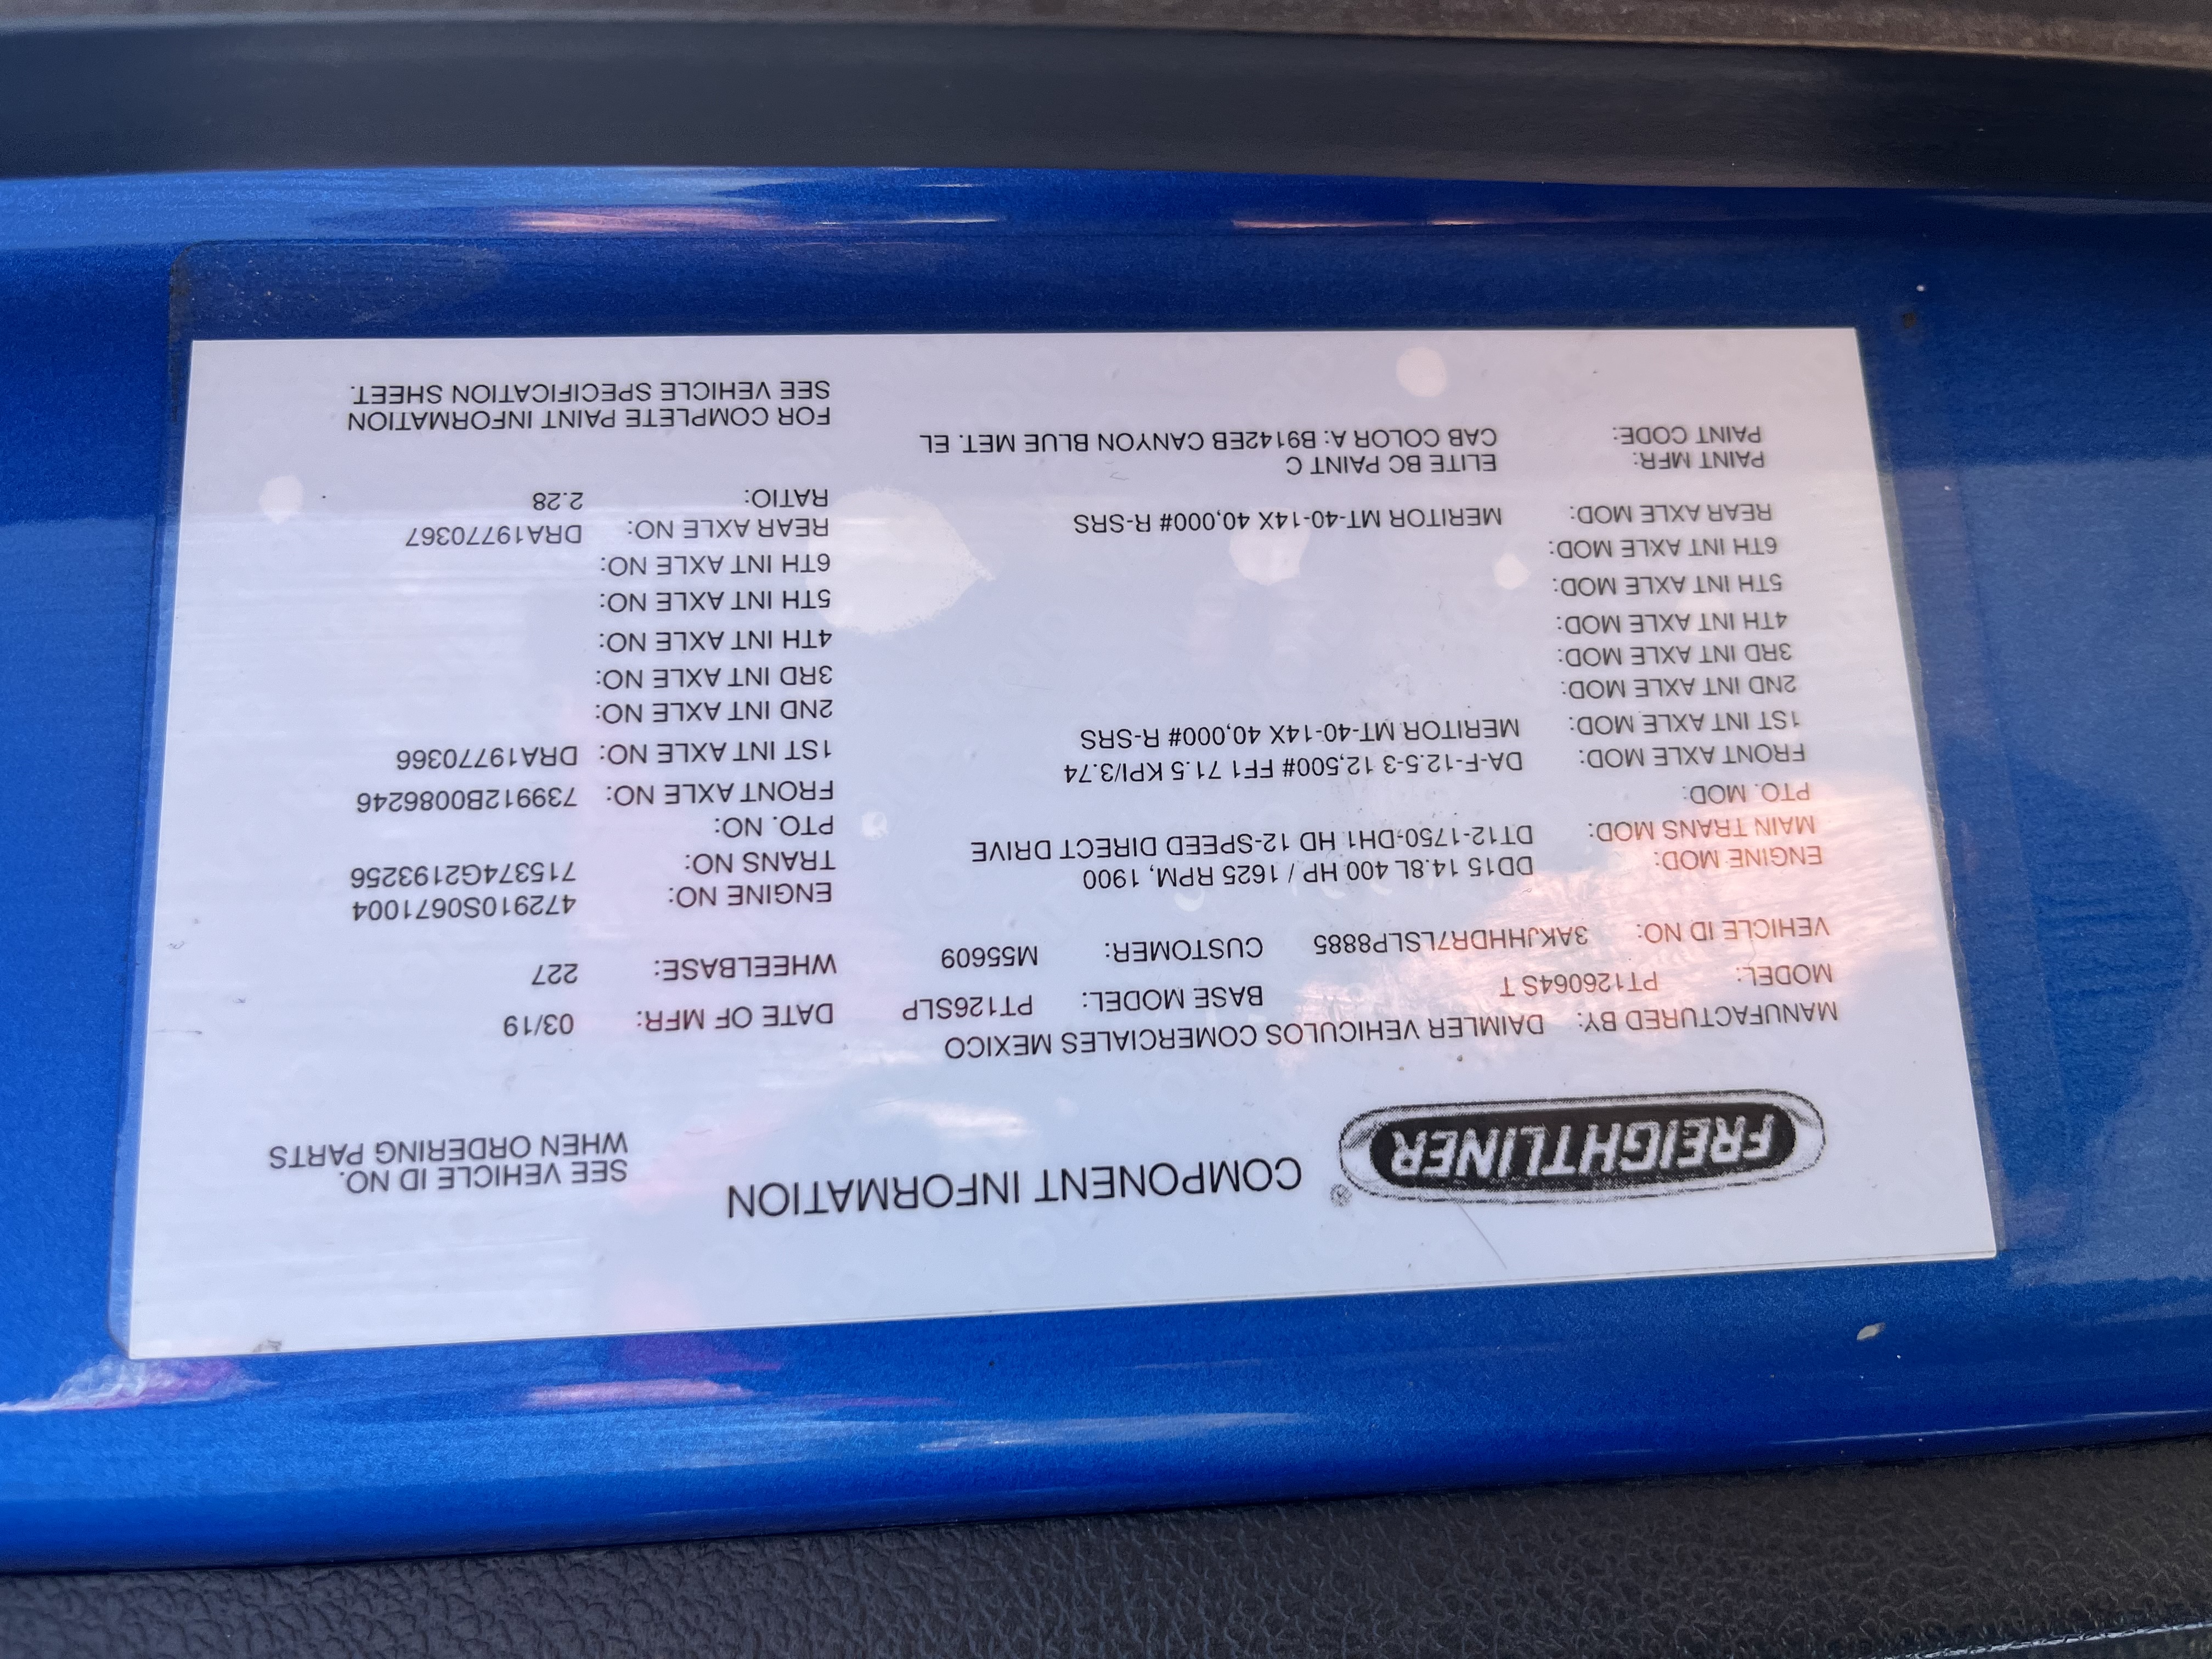 FREIGHTLINER ® COMPONENT INFORMATION
SEE VEHICLE ID NO.
WHEN ORDERING PARTS
MANUFACTURED BY: DAIMLER VEHICULOS COMERCIALES MEXICO
MODEL: PT126064S T BASE MODEL: PT126SLP DATE OF MFR: 03/19
VEHICLE ID NO: 3AKJHHDR7LSLP8885 CUSTOMER: M55609 WHEELBASE: 227
ENGINE MOD: DD15 14.8L 400 HP / 1625 RPM, 1900 ENGINE NO: 472910S0671004
MAIN TRANS MOD: DT12-1750-DH1 HD 12-SPEED DIRECT DRIVE TRANS NO: 715374G2193256
PTO. MOD: PTO. NO:
FRONT AXLE MOD: DA-F-12.5-3 12,500# FF1 71.5 KPI/3.74 FRONT AXLE NO: 739912B0086246
1ST INT AXLE MOD: MERITOR MT-40-14X 40,000# R-SRS 1ST INT AXLE NO: DRA19770366
2ND INT AXLE MOD: 2ND INT AXLE NO:
3RD INT AXLE MOD: 3RD INT AXLE NO:
4TH INT AXLE MOD: 4TH INT AXLE NO:
5TH INT AXLE MOD: 5TH INT AXLE NO:
6TH INT AXLE MOD: 6TH INT AXLE NO:
REAR AXLE MOD: MERITOR MT-40-14X 40,000# R-SRS REAR AXLE NO: DRA19770367
RATIO: 2.28
PAINT MFR: ELITE BC PAINT C
PAINT CODE: CAB COLOR A: B9142EB CANYON BLUE MET. EL
FOR COMPLETE PAINT INFORMATION
SEE VEHICLE SPECIFICATION SHEET.